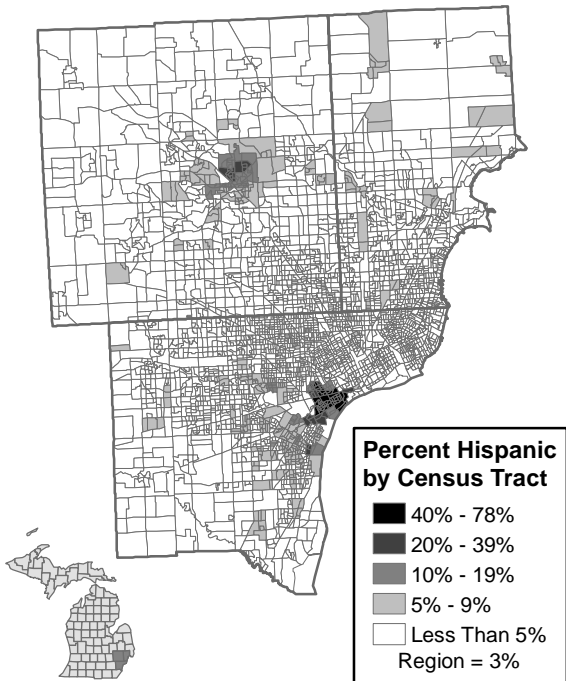 Percent Hispanic
by Census Tract
40% - 78%
20% - 39%
10% - 19%
5% - 9%
Less Than 5%
Region = 3%